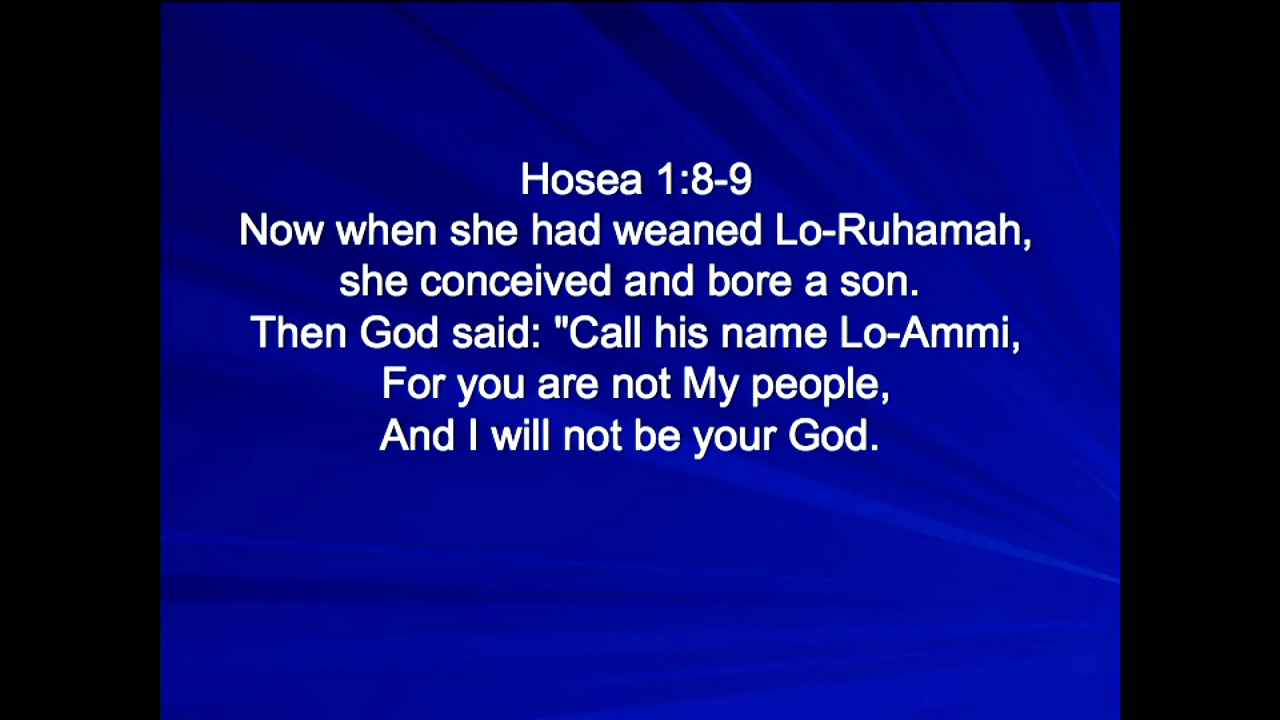 Hosea 1:8-9
Now when she had weaned Lo-Ruhamah,
she conceived and bore a son.
Then God said: "Call his name Lo-Ammi,
For you are not My people,
And I will not be your God.